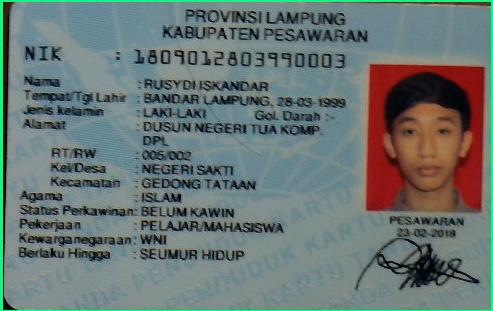 PROVINSI LAMPUNG
KABUPATEN PESAWARAN
NIK : 1809012803990003
Nama : RUSYDI ISKANDAR
Tempat/Tgl Lahir : BANDAR LAMPUNG, 28-03-1999
Jenis kelamin : LAKI-LAKI Gol. Darah :-
Alamat : DUSUN NEGERI TUA KOMP.
DPL
RT/RW : 005/002
Kel/Desa : NEGERI SAKTI
Kecamatan : GEDONG TATAAN
Agama : ISLAM
Status Perkawinan: BELUM KAWIN
Pekerjaan : PELAJAR/MAHASISWA
Kewarganegaraan: WNI
Berlaku Hingga : SEUMUR HIDUP
PESAWARAN
23-02-2018